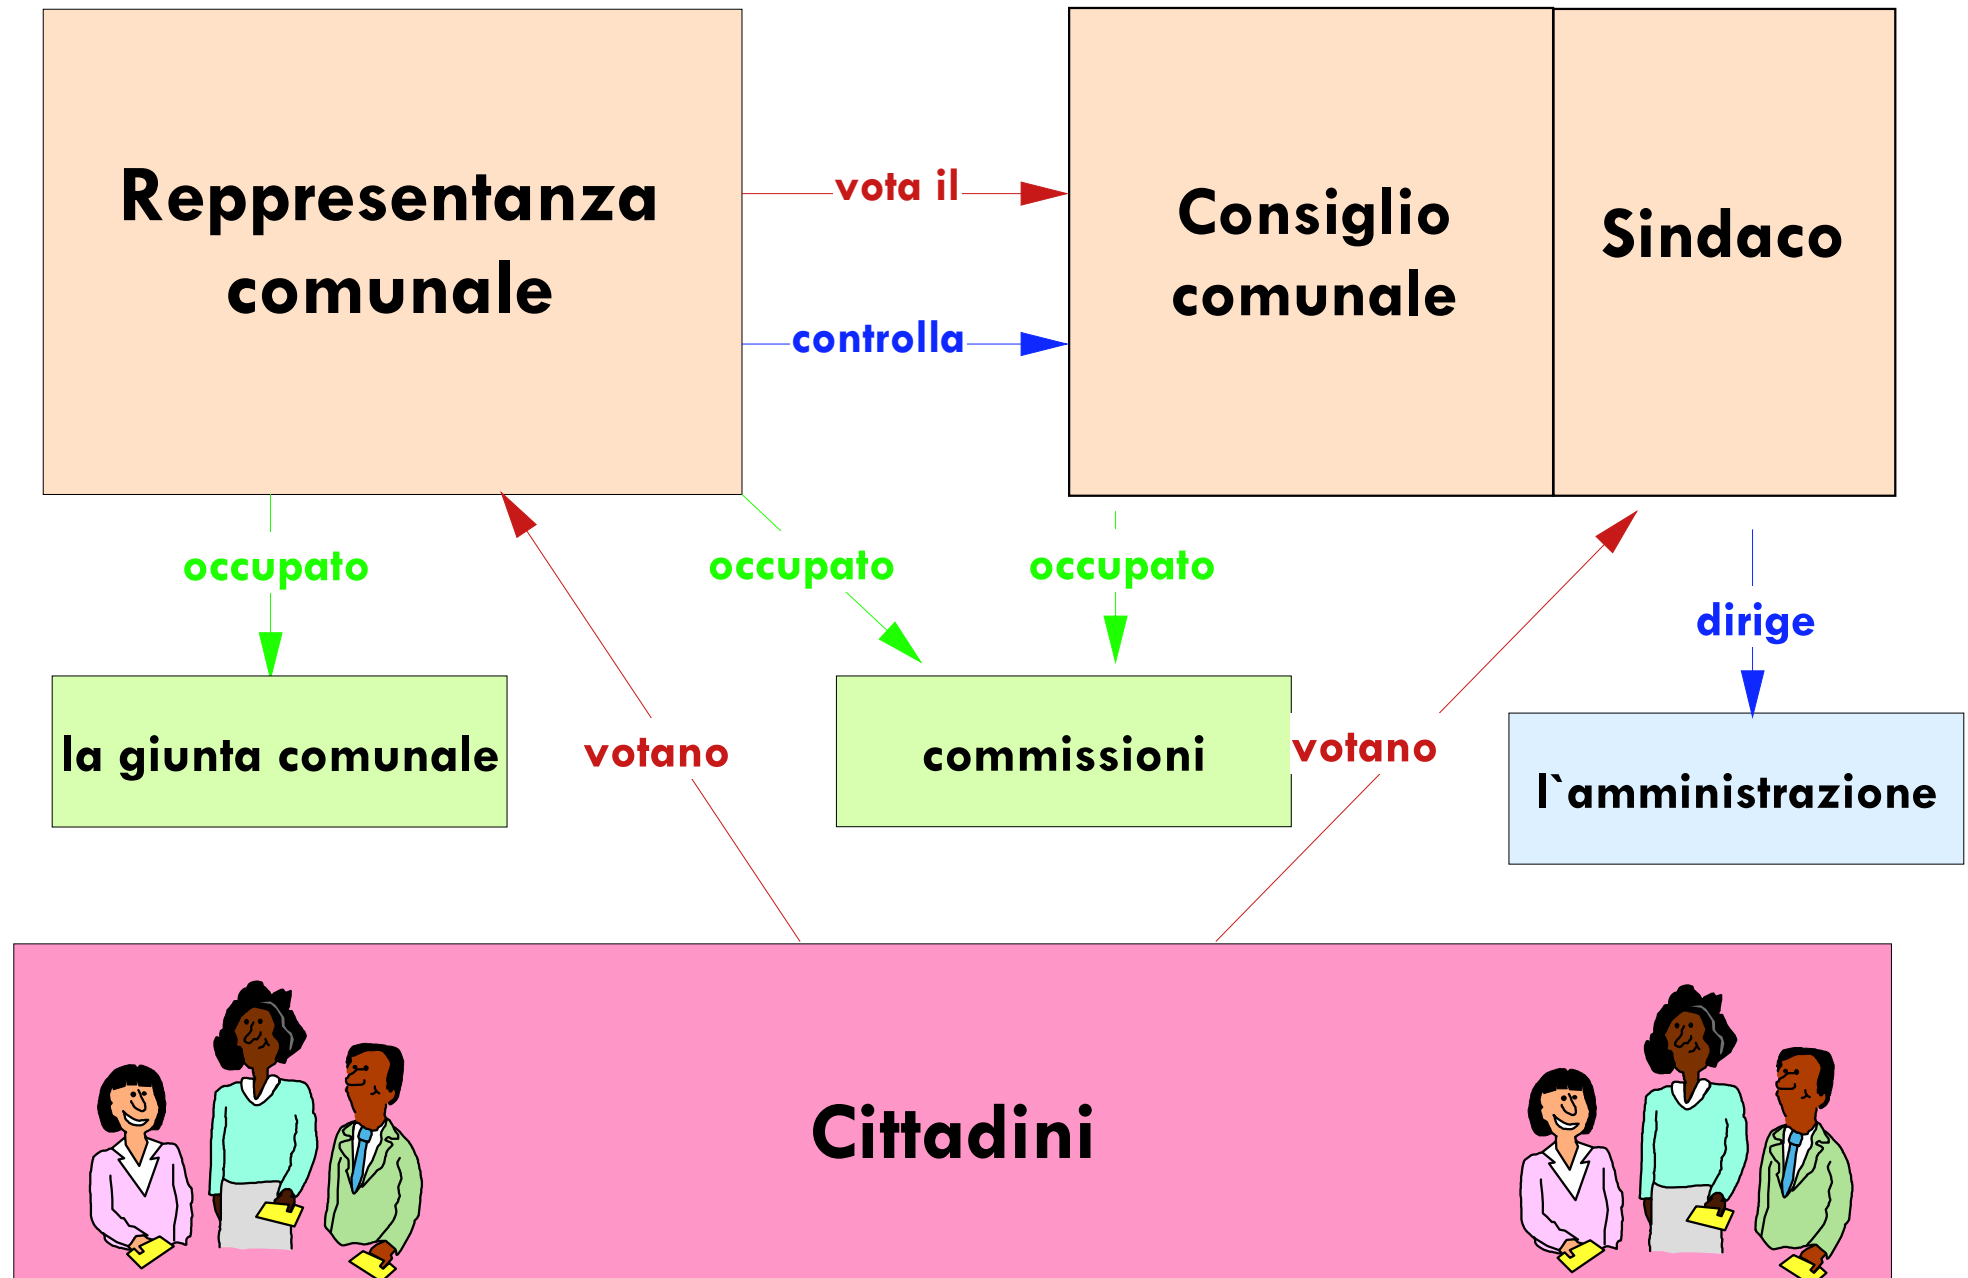 Reppresentanza
comunale
vota il
controlla
Consiglio
comunale
Sindaco
occupato
occupato
occupato
dirige
la giunta comunale
votano
commissioni
votano
l`amministrazione
Cittadini